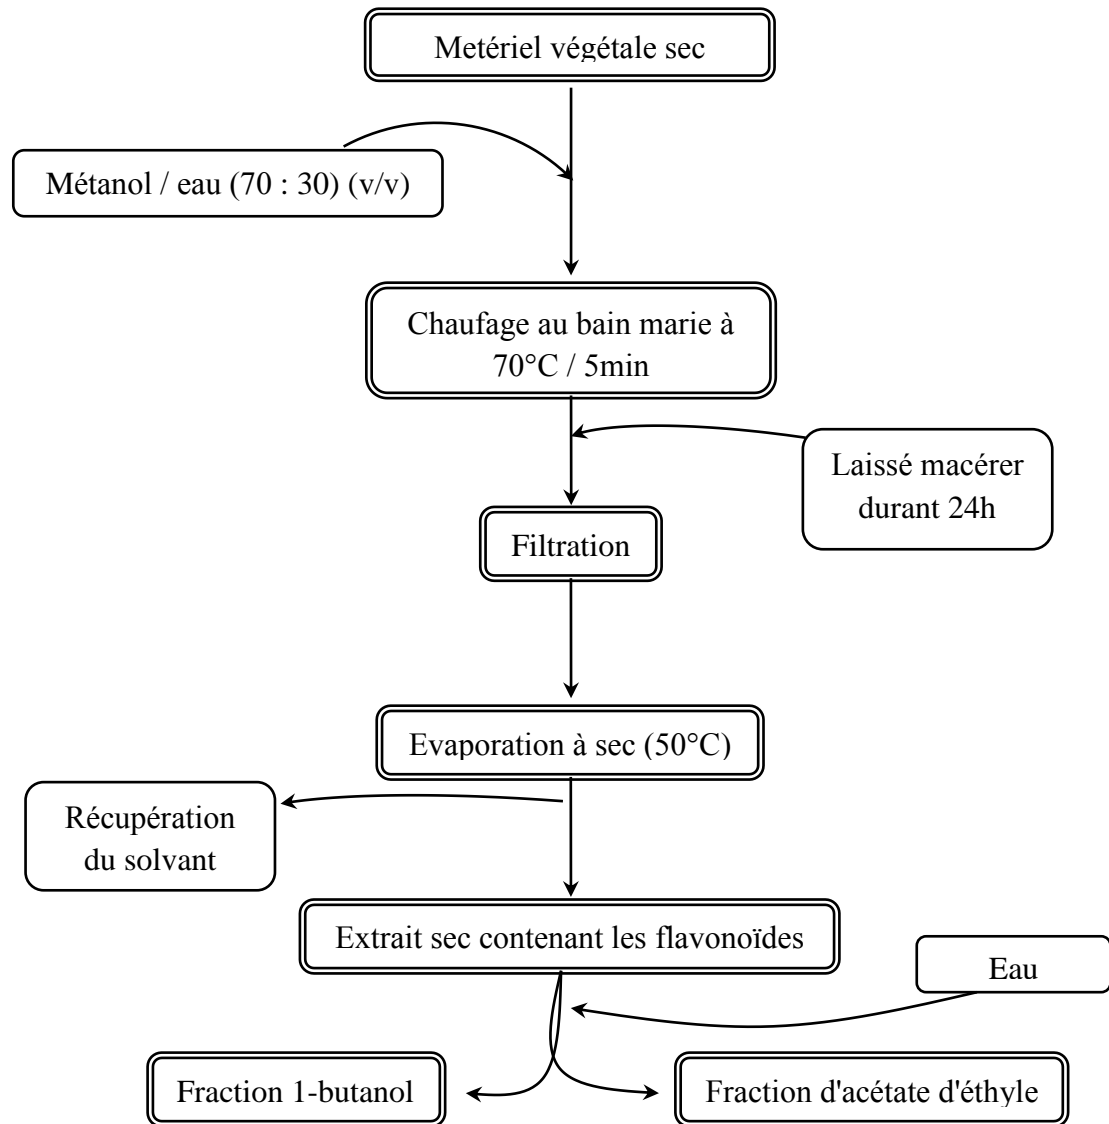 Metériel végétale sec
Métanol / eau (70 : 30) (v/v)
Chaufage au bain marie à
70°C / 5min
Laissé macérer
durant 24h
Filtration
Evaporation à sec (50°C)
Récupération
du solvant
Extrait sec contenant les flavonoïdes
Eau
Fraction 1-butanol
Fraction d'acétate d'éthyle